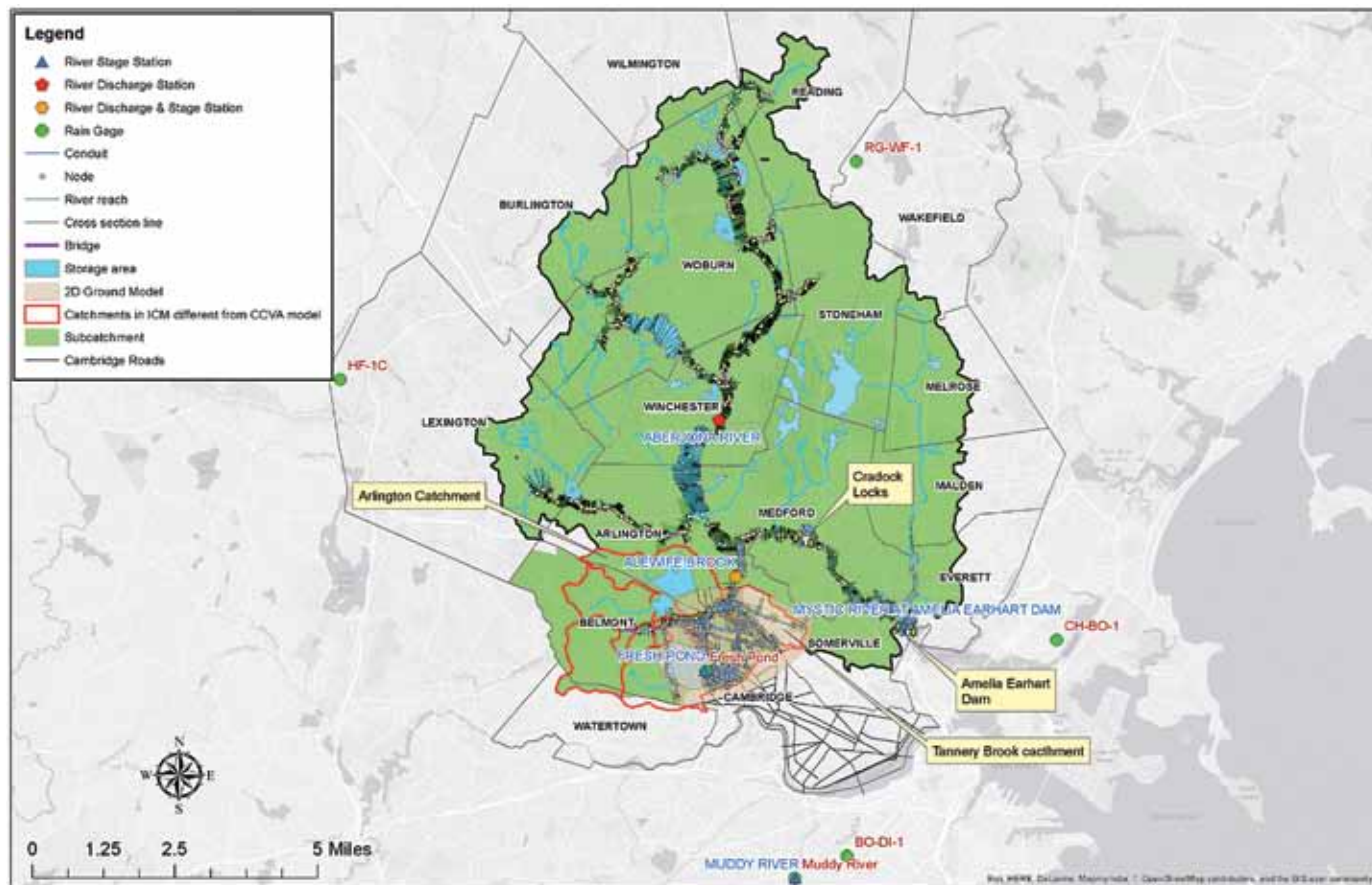 Legend
River Stage Station
River Discharge Station
River Discharge & Stage Station
Rain Gage
Conduit
Node
River reach
Cross section line
Bridge
Storage area
2D Ground Model
Catchments in ICM different from CCVA model
Subcatchment
Cambridge Roads
WILMINGTON
READING
RG-WF-1
BURLINGTON
WAKEFIELD
WOBURN
STONEHAM
HF-1C
MELROSE
WINCHESTER
LEXINGTON
ABERJONA RIVER
Cradock
Locks
MALDEN
Arlington Catchment
MEDFORD
ARLINGTON
ALEWIFE BROOK
EVERETT
MYSTIC RIVER AT AMELIA EARHART DAM
BELMONT
SOMERVILLE
CH-BO-1
FRESH POND Fresh Pond
Amelia Earhart
Dam
CAMBRIDGE
WATERTOWN
Tannery Brook cacthment
N
W E
S
0 1.25 2.5 5 Miles
BO-DI-1
MUDDY RIVER Muddy River